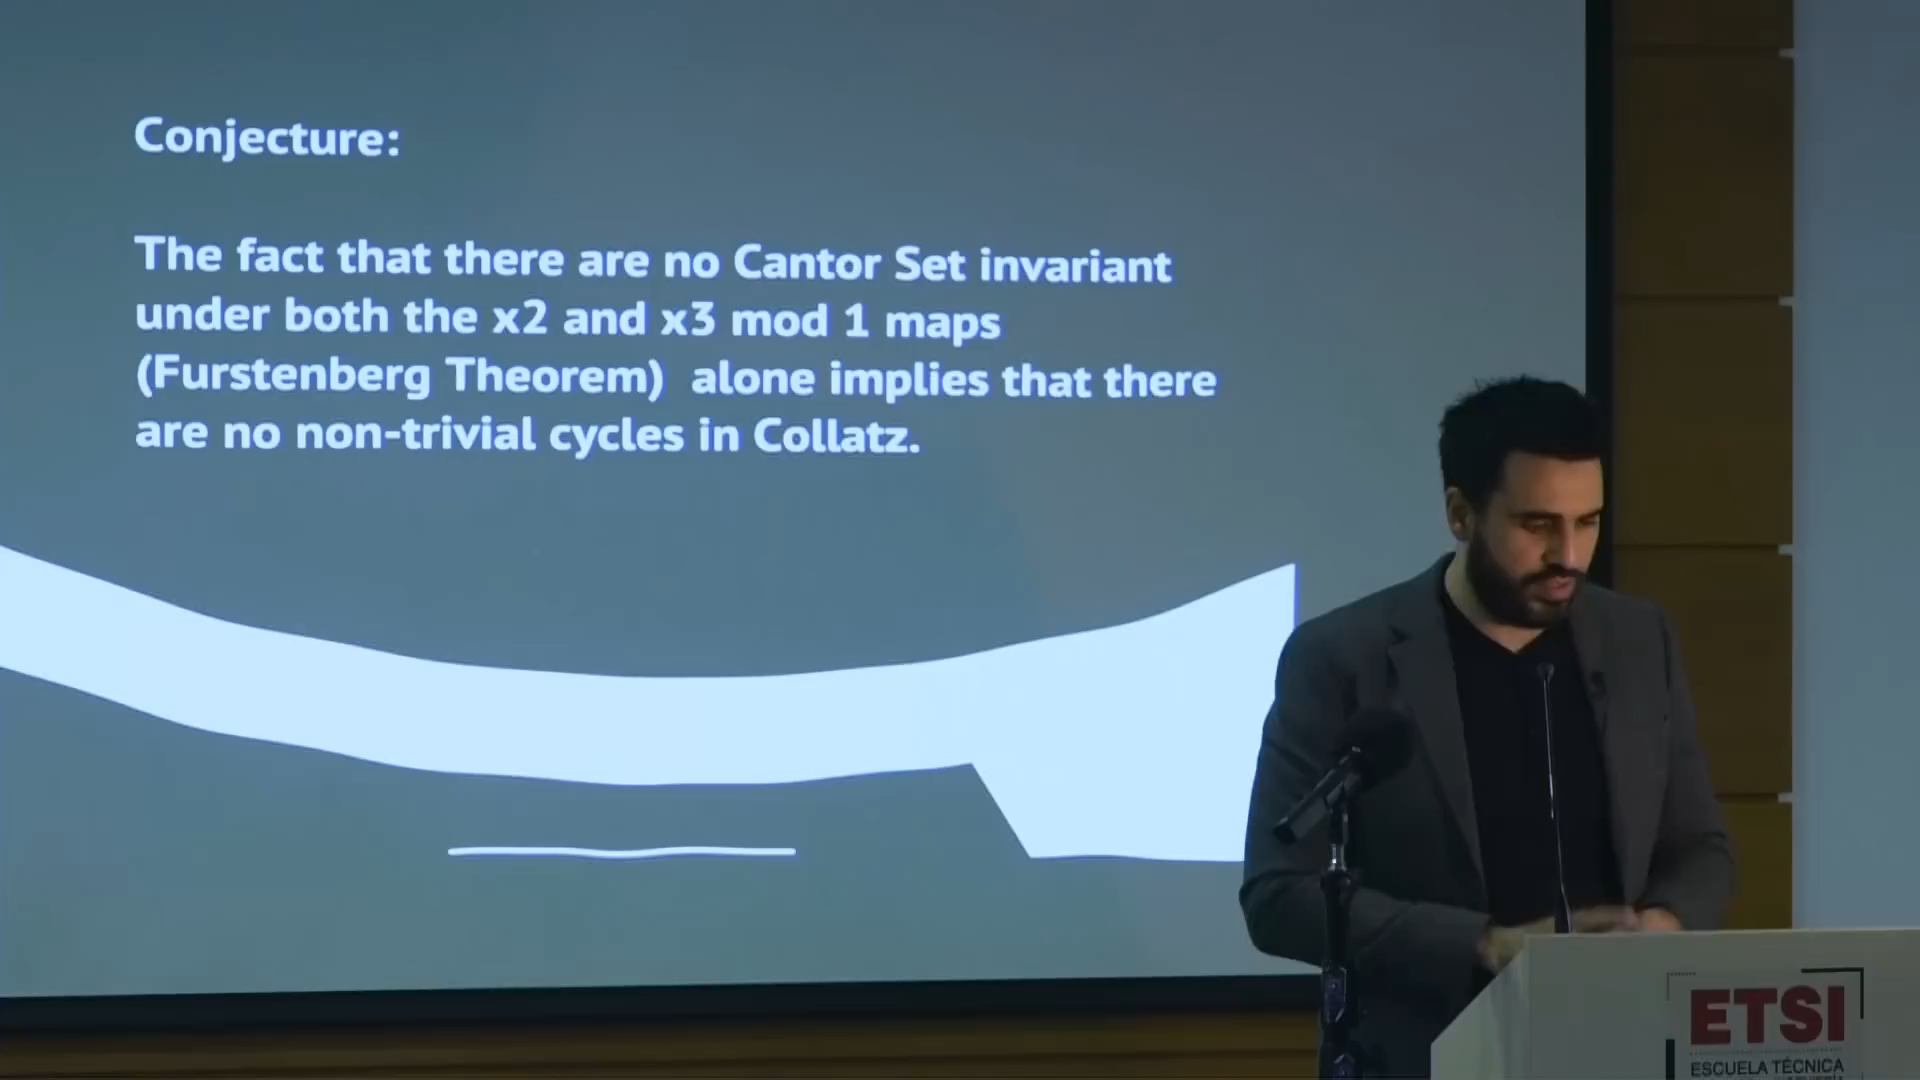 Conjecture:
The fact that there are no Cantor Set invariant
under both the x2 and x3 mod 1 maps
(Furstenberg Theorem) alone implies that there
are no non-trivial cycles in Collatz.
ETSI
ESCUELA TÉCNICA